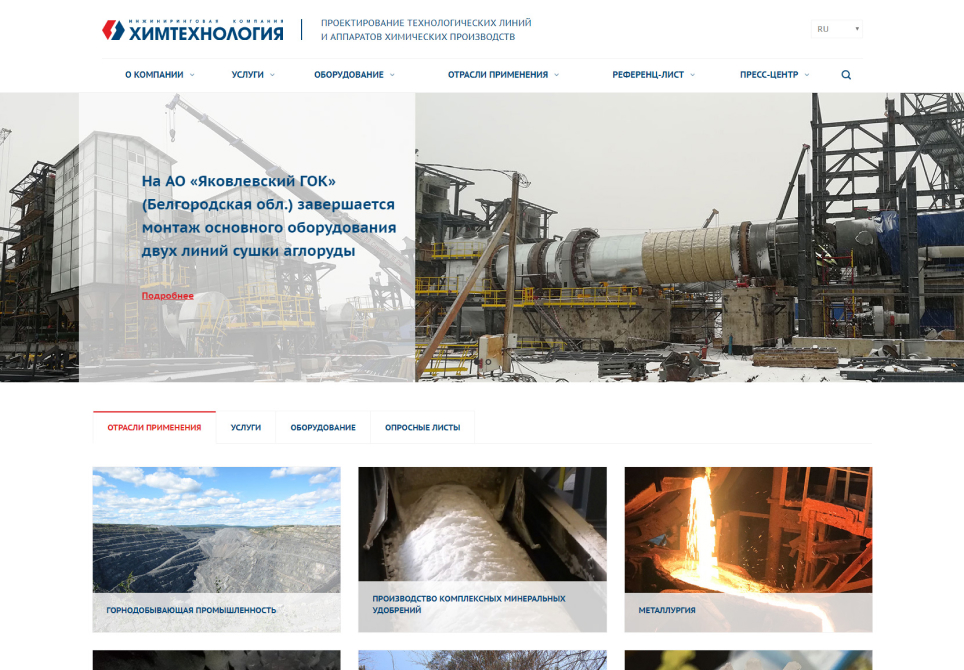 ИНЖИНИРИНГОВАЯ КОМПАНИЯ
ХИМТЕХНОЛОГИЯ
ПРОЕКТИРОВАНИЕ ТЕХНОЛОГИЧЕСКИХ ЛИНИЙ
И АППАРАТОВ ХИМИЧЕСКИХ ПРОИЗВОДСТВ
RU
О КОМПАНИИ УСЛУГИ ОБОРУДОВАНИЕ ОТРАСЛИ ПРИМЕНЕНИЯ РЕФЕРЕНЦ-ЛИСТ ПРЕСС-ЦЕНТР
На АО «Яковлевский ГОК»
(Белгородская обл.) завершается
монтаж основного оборудования
двух линий сушки аглоруды
Подробнее
ОТРАСЛИ ПРИМЕНЕНИЯ УСЛУГИ ОБОРУДОВАНИЕ ОПРОСНЫЕ ЛИСТЫ
ГОРНОДОБЫВАЮЩАЯ ПРОМЫШЛЕННОСТЬ
ПРОИЗВОДСТВО КОМПЛЕКСНЫХ МИНЕРАЛЬНЫХ
УДОБРЕНИЙ
МЕТАЛЛУРГИЯ